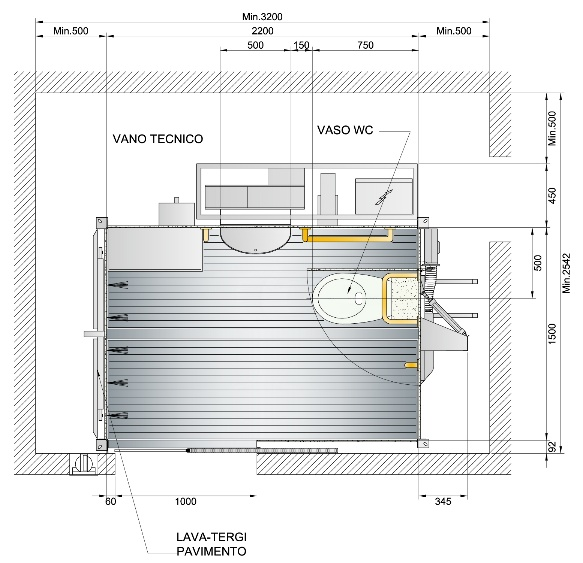 Min.3200
Min.500
2200
Min.500
500
150
750
VANO TECNICO
VASO WC
Min.500
450
500
1500
Min.2542
92
60
1000
345
LAVA-TERGI
PAVIMENTO